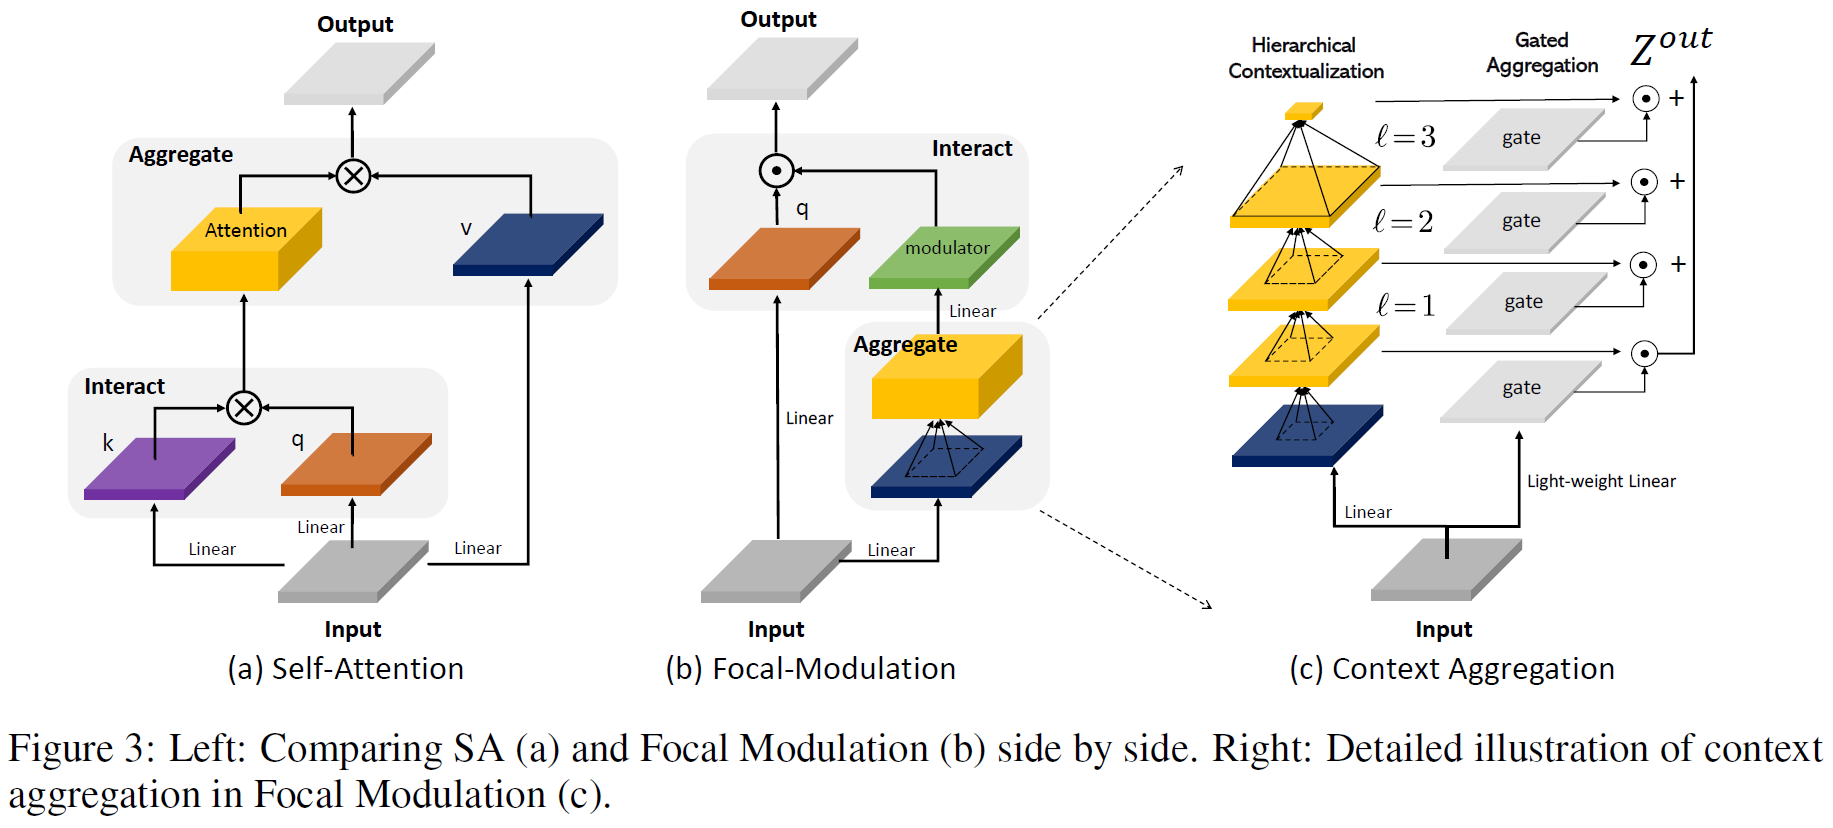 Output
Aggregate
Attention
v
Interact
k
q
Linear
Linear
Linear
Input
(a) Self-Attention
Output
Interact
q
modulator
Linear
Aggregate
Linear
Linear
Input
(b) Focal-Modulation
Hierarchical
Contextualization
Gated
Aggregation
Z^{out}
+
ℓ=3
gate
+
ℓ=2
gate
+
ℓ=1
gate
gate
Light-weight Linear
Linear
Input
(c) Context Aggregation
Figure 3: Left: Comparing SA (a) and Focal Modulation (b) side by side. Right: Detailed illustration of context
aggregation in Focal Modulation (c).